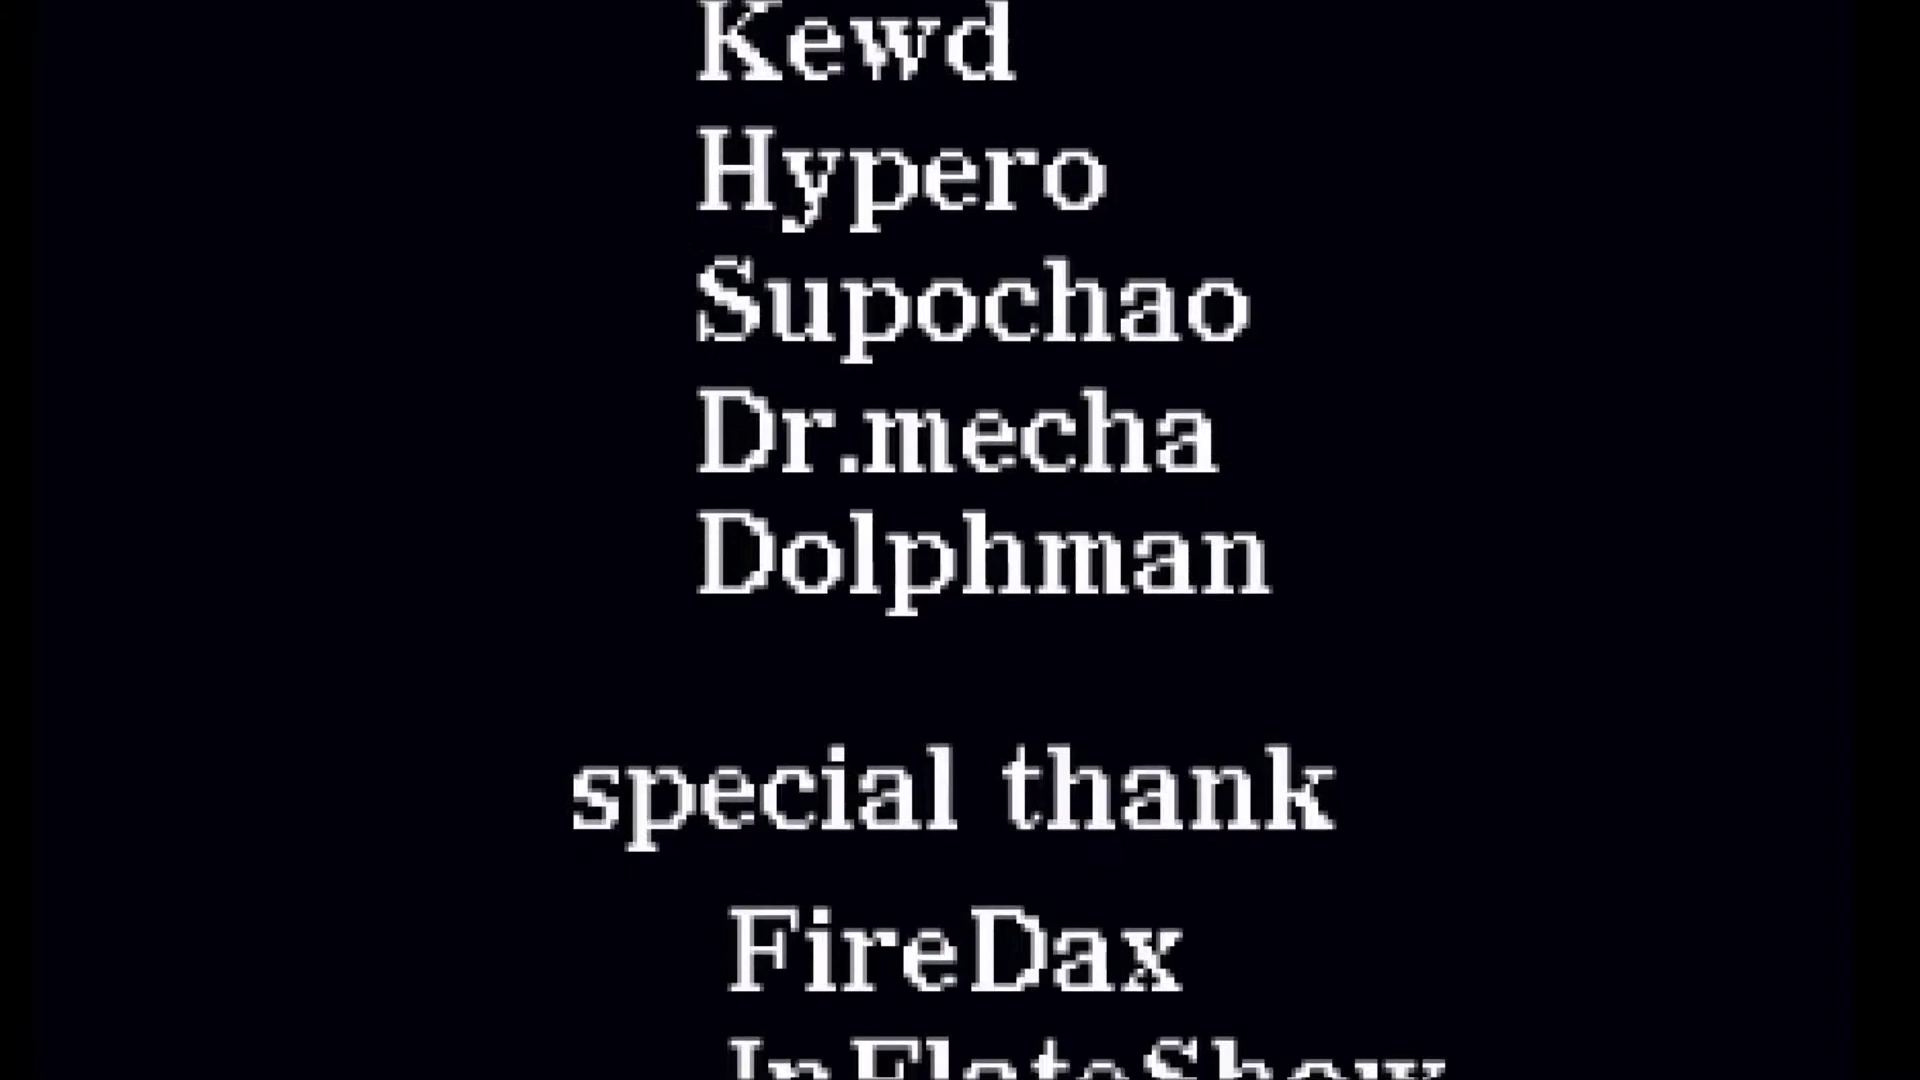 Kewd
Hypero
Supochao
Dr.mecha
Dolphman
special thank
FireDax